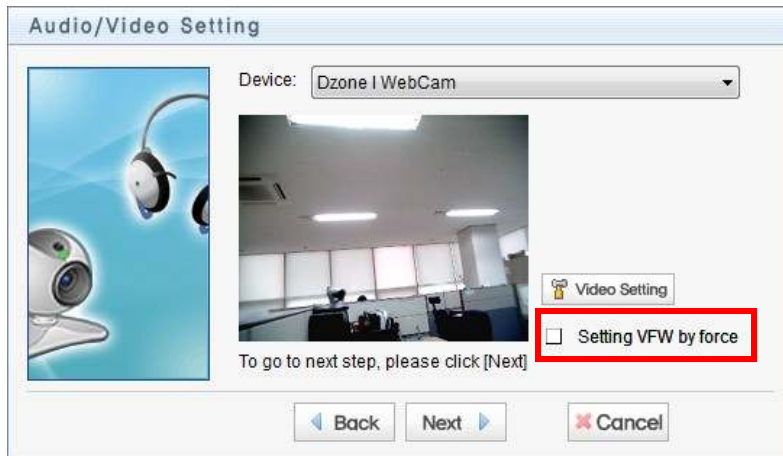 Audio/Video Setting
Device:
Dzone I WebCam
Video Setting
Setting VFW by force
To go to next step, please click [Next]
Back
Next
Cancel